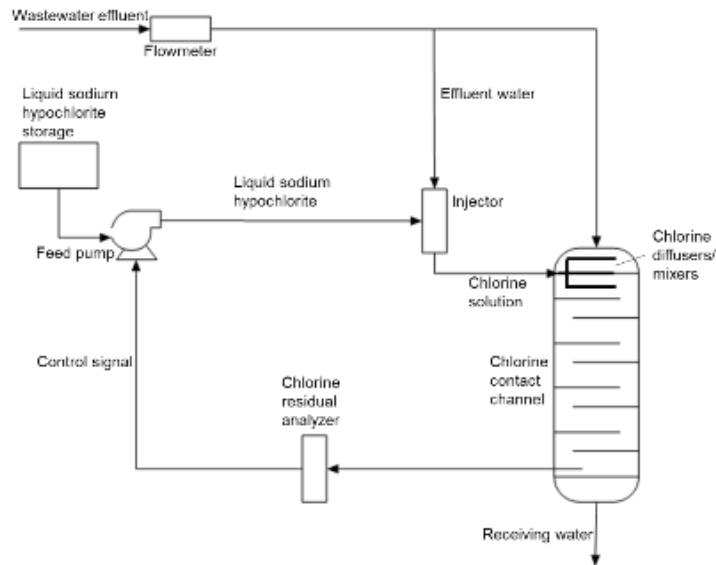 Wastewater effluent
Flowmeter
Liquid sodium
hypochlorite
storage
Effluent water
Liquid sodium
hypochlorite
Injector
Feed pump
Chlorine
diffusers/
mixers
Chlorine
solution
Control signal
Chlorine
residual
analyzer
Chlorine
contact
channel
Receiving water